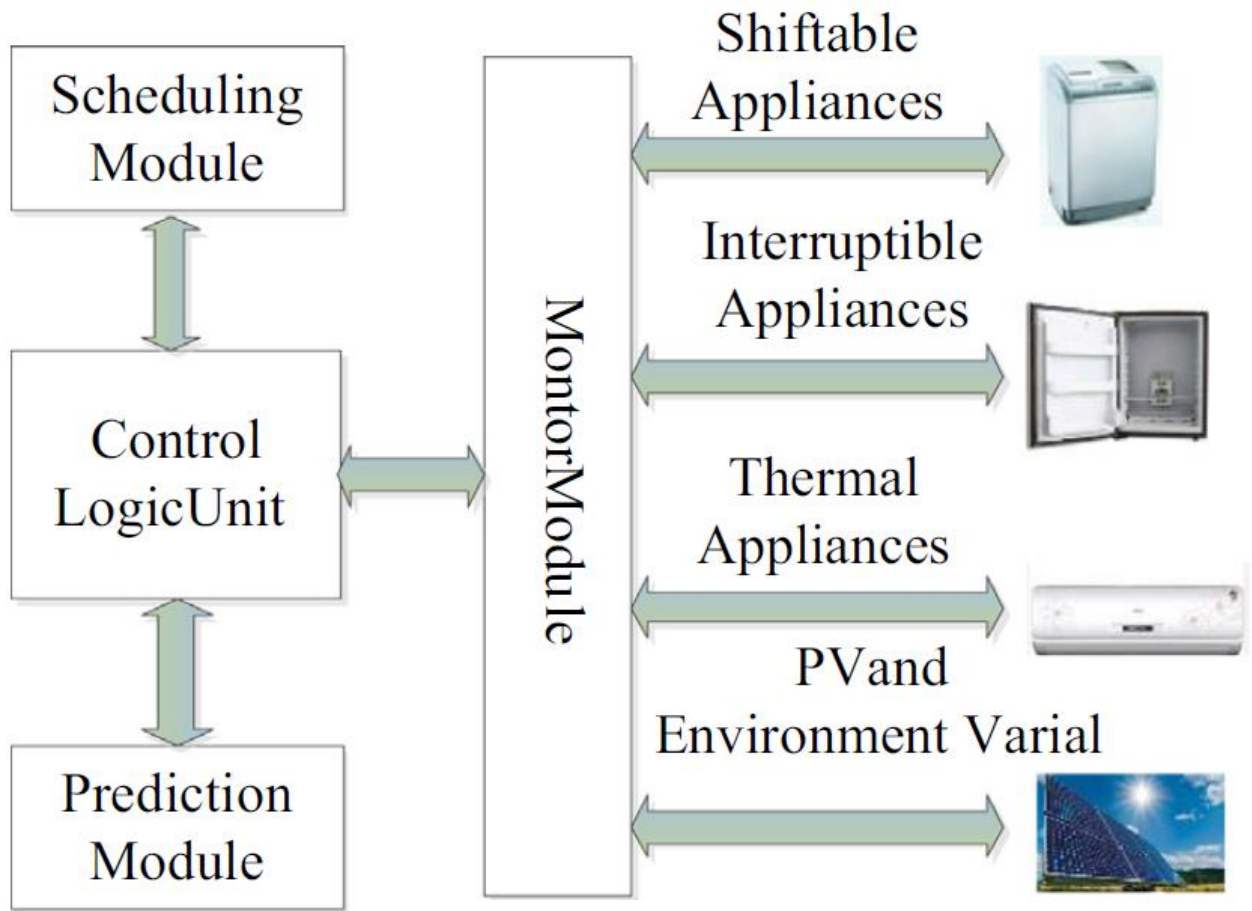 Scheduling
Module
Control
LogicUnit
Prediction
Module
MontorModule
Shiftable
Appliances
Interruptible
Appliances
Thermal
Appliances
PVand
Environment Varial